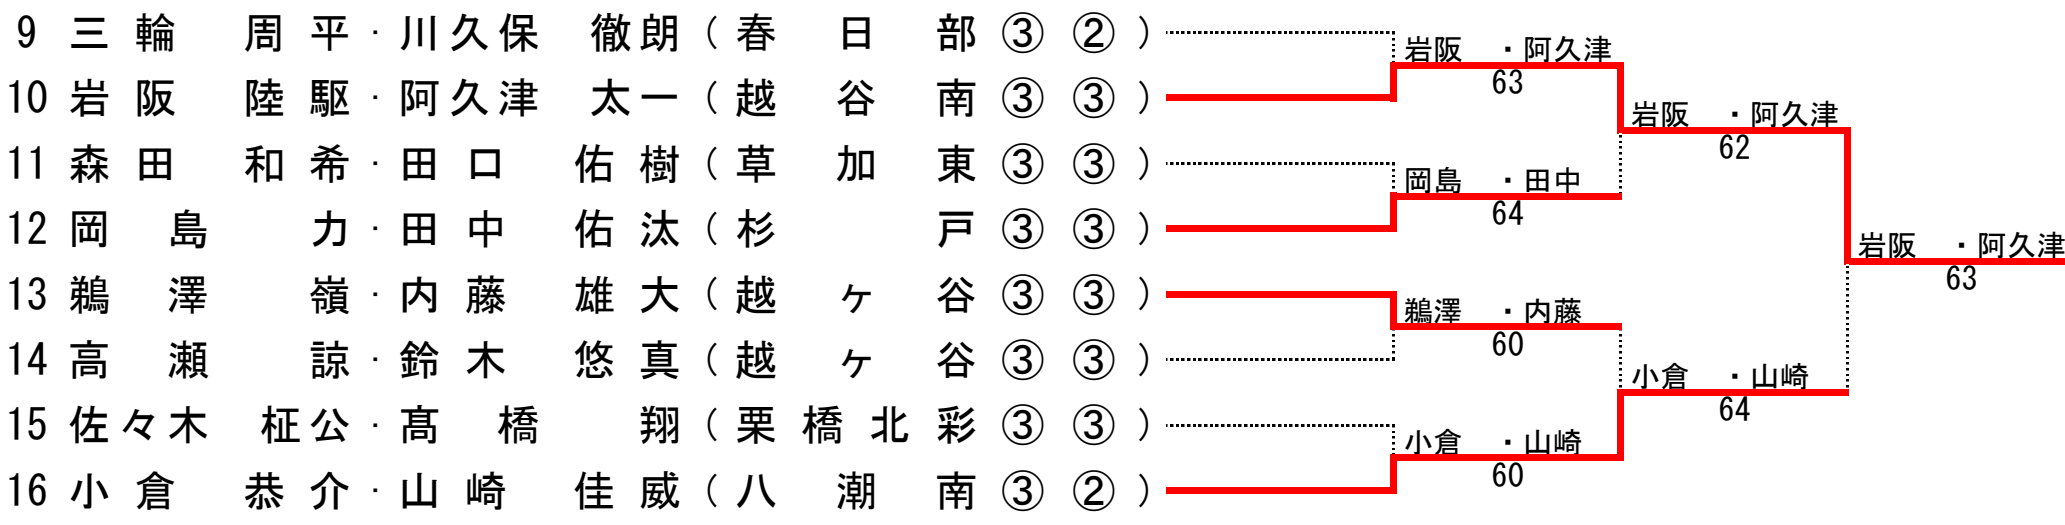 9 三輪 周平・川久保 徹朗（春日部③②）
10 岩阪 陸駆・阿久津 太一（越谷南③③）
11 森田 和希・田口 佑樹（草加東③③）
12 岡島 力・田中 佑汰（杉戸③③）
13 鵜澤 嶺・内藤 雄大（越ヶ谷③③）
14 高瀬 諒・鈴木 悠真（越ヶ谷③③）
15 佐々木 柾公・髙橋 翔（栗橋北彩③③）
16 小倉 恭介・山崎 佳威（八潮南③②）
岩阪 ・阿久津
63
岡島 ・田中
64
鵜澤 ・内藤
60
小倉 ・山崎
60
岩阪 ・阿久津
62
小倉 ・山崎
64
岩阪 ・阿久津
63